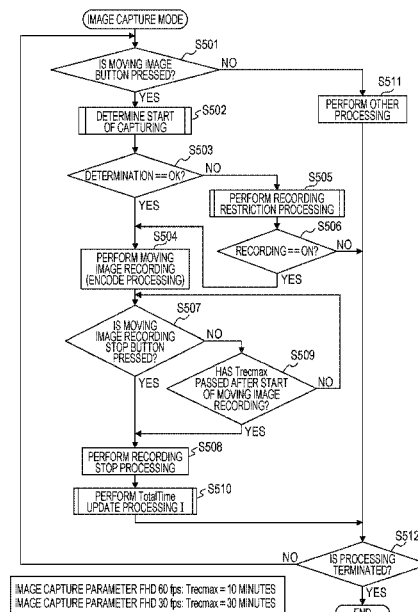 IMAGE CAPTURE MODE
S501
IS MOVING IMAGE
BUTTON PRESSED?
NO
YES
S511
PERFORM OTHER
PROCESSING
S502
DETERMINE START
OF CAPTURING
S503
DETERMINATION == OK?
NO
YES
S505
PERFORM RECORDING
RESTRICTION PROCESSING
S506
RECORDING == ON?
NO
YES
S504
PERFORM MOVING
IMAGE RECORDING
(ENCODE PROCESSING)
S507
IS MOVING
IMAGE RECORDING
STOP BUTTON
PRESSED?
NO
YES
S509
HAS Trecmax
PASSED AFTER START
OF MOVING IMAGE
RECORDING?
NO
YES
S508
PERFORM RECORDING
STOP PROCESSING
S510
PERFORM TotalTime
UPDATE PROCESSING I
S512
IS PROCESSING
TERMINATED?
NO
YES
END
IMAGE CAPTURE PARAMETER FHD 60 fps: Trecmax = 10 MINUTES
IMAGE CAPTURE PARAMETER FHD 30 fps: Trecmax = 30 MINUTES